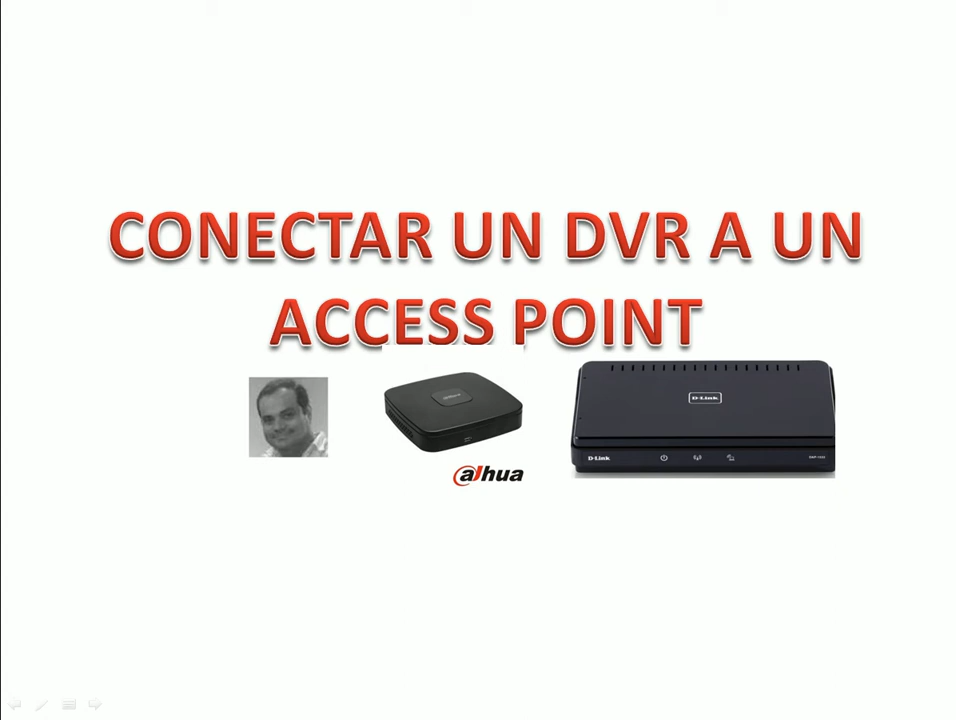 CONECTAR UN DVR A UN
ACCESS POINT
D-Link
D-Link
alhua